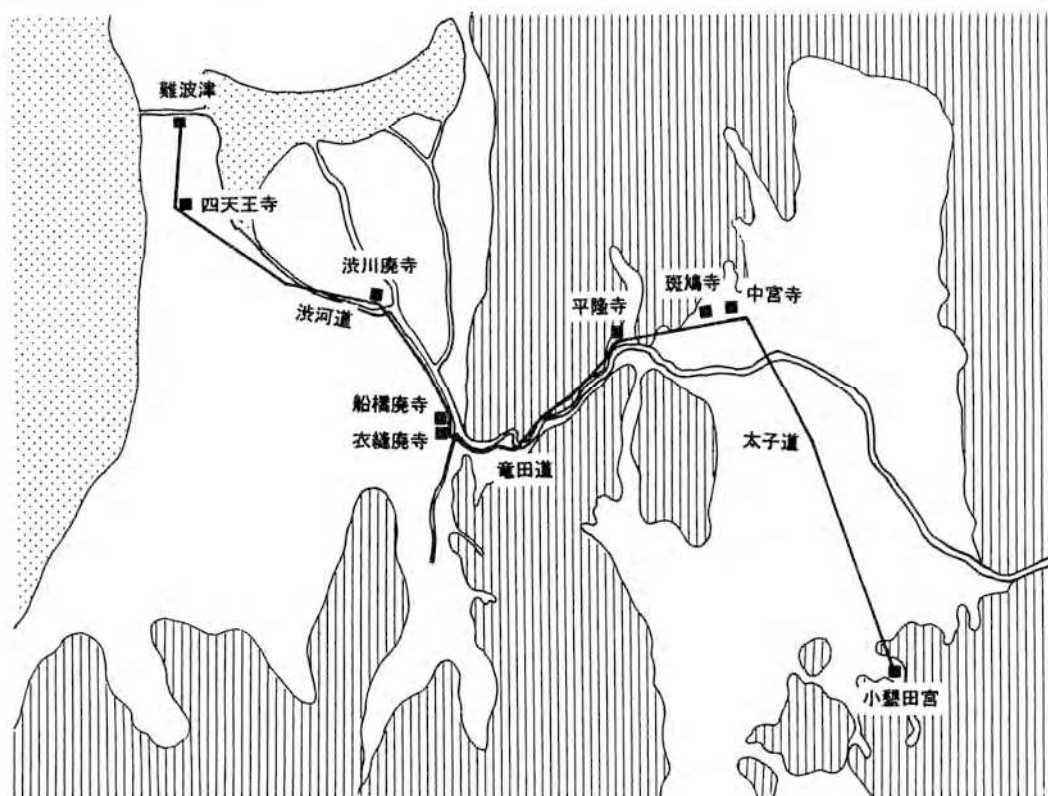 難波津
四天王寺
渋川廃寺
渋河道
船橋廃寺
衣縫廃寺
竜田道
平隆寺
斑鳩寺
中宮寺
太子道
小墾田宮